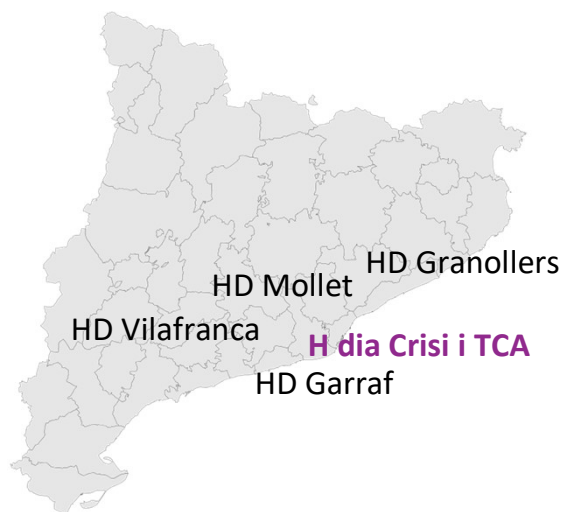 HD Granollers
HD Mollet
HD Vilafranca
H dia Crisi i TCA
HD Garraf